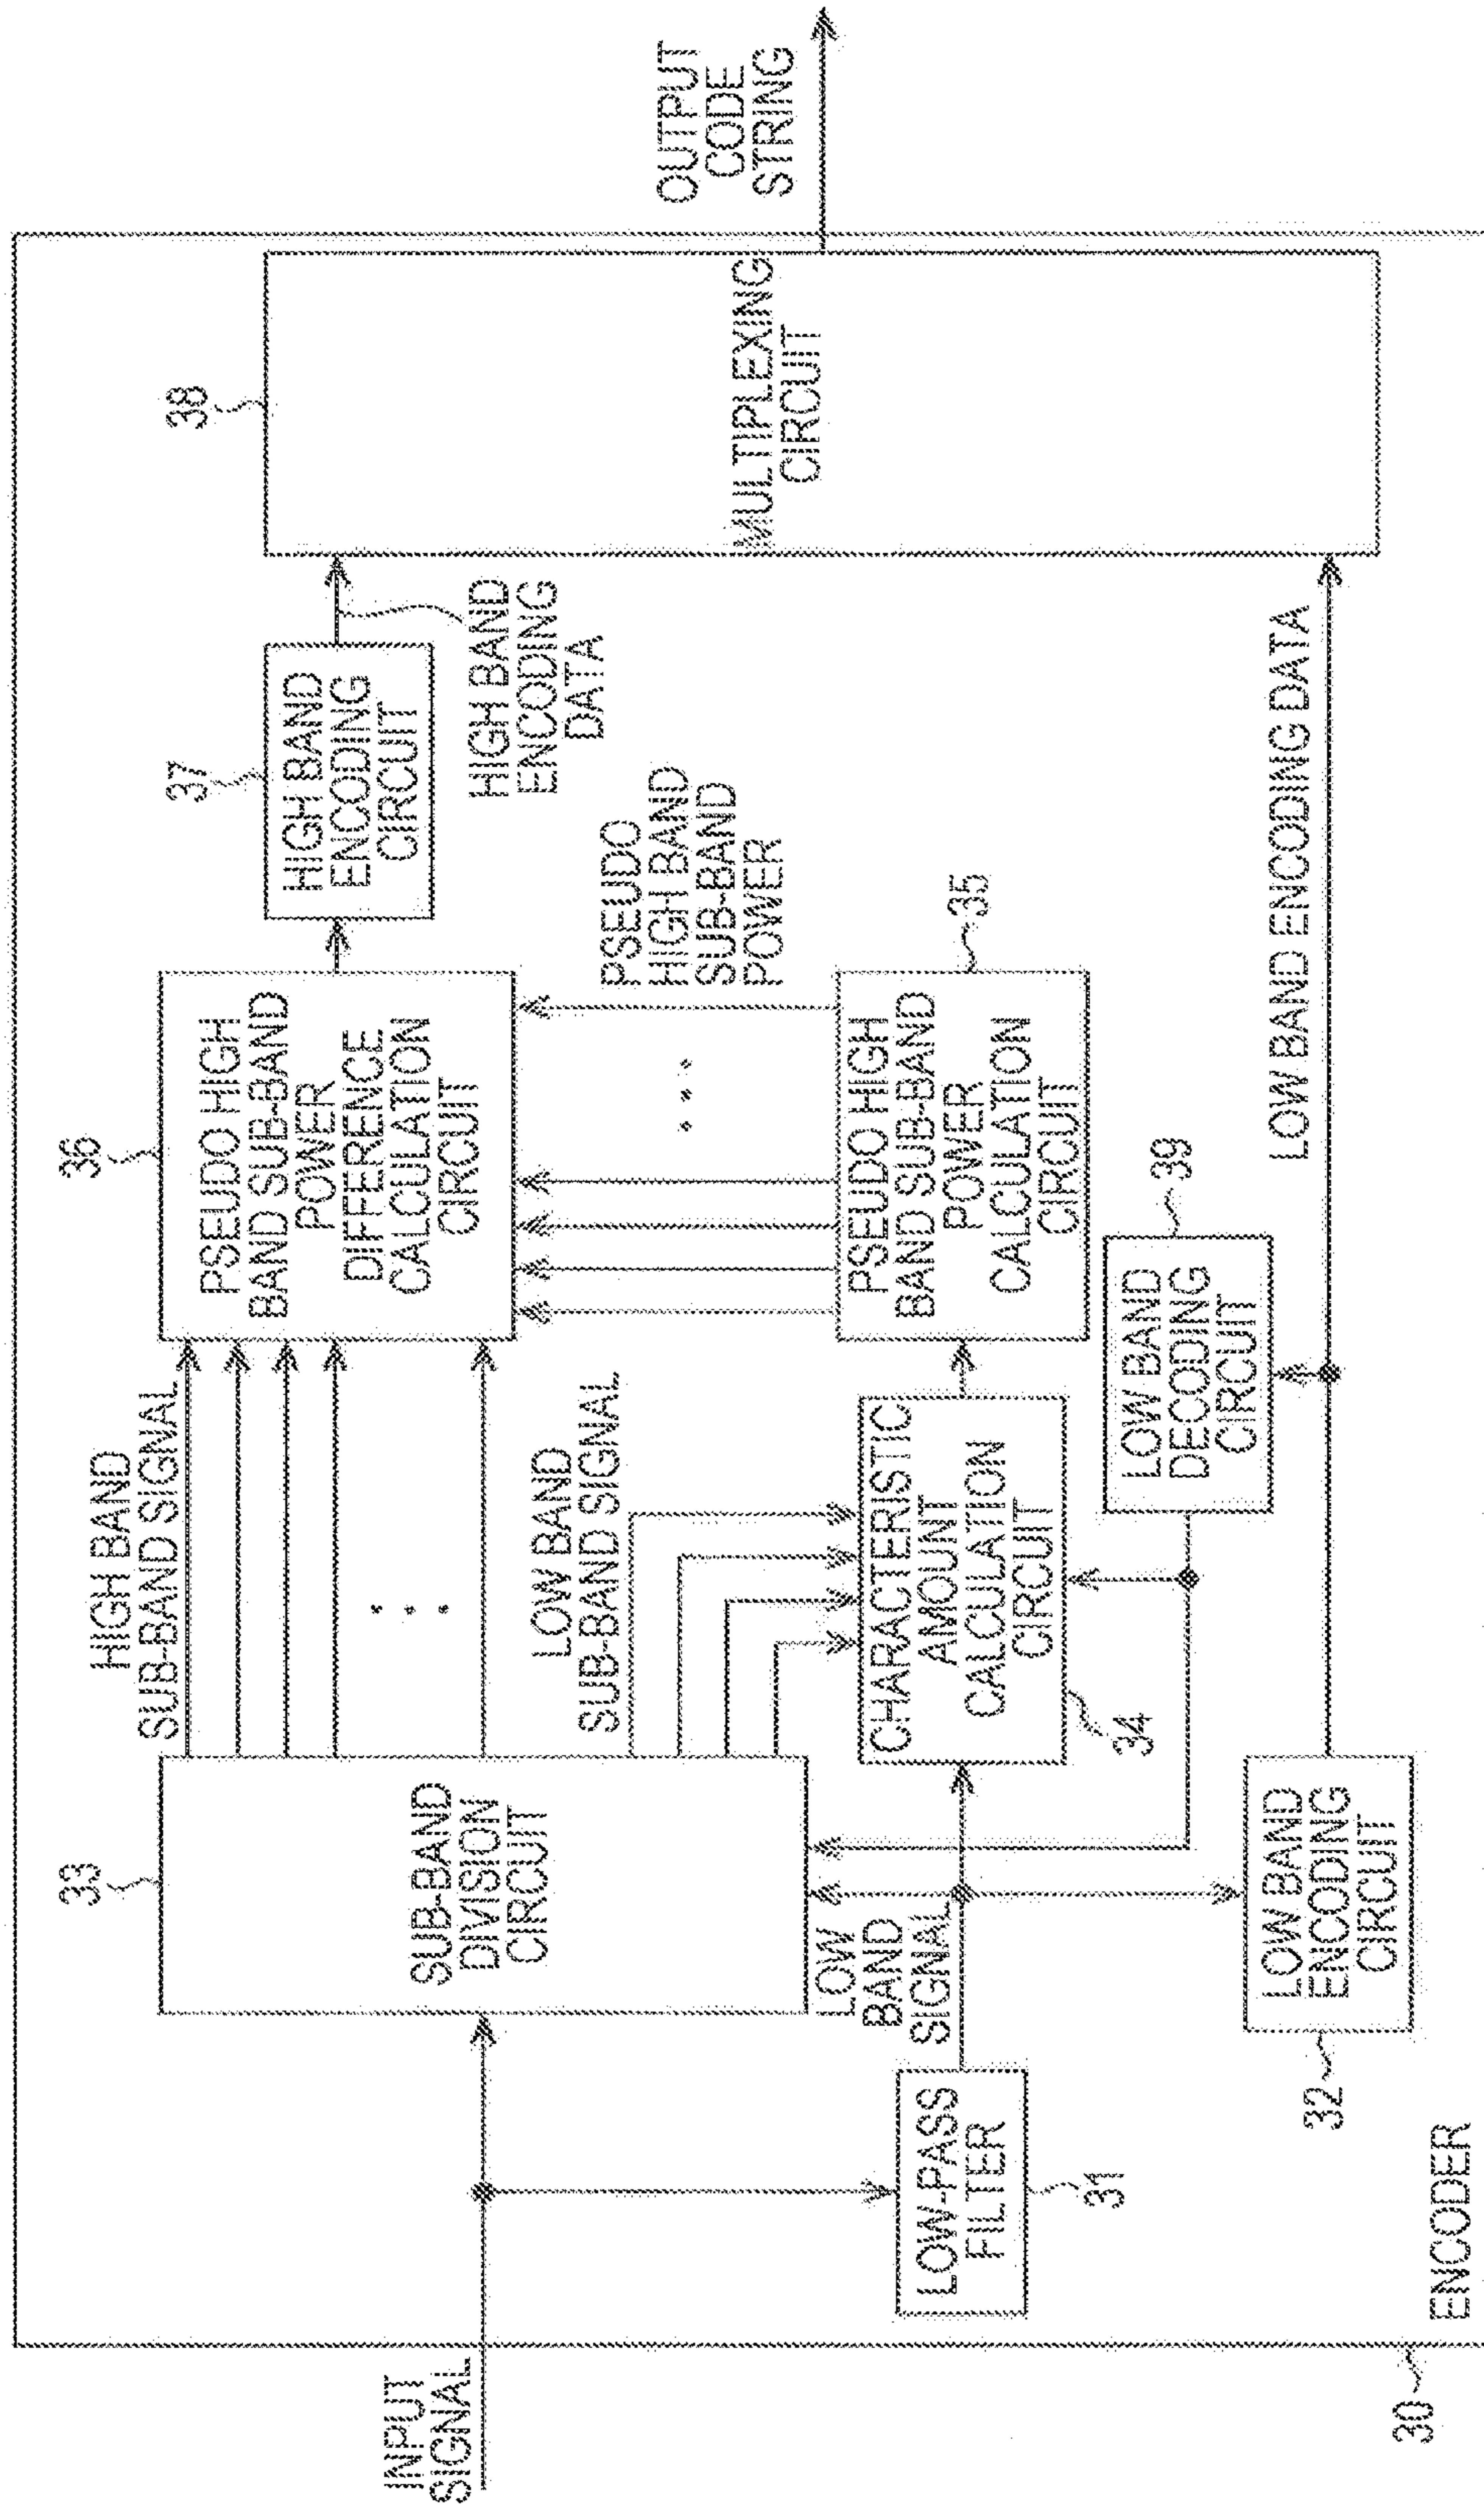 INPUT
SIGNAL
33
SUB-BAND
DIVISION
CIRCUIT
HIGH BAND
SUB-BAND SIGNAL
. . .
LOW BAND
SUB-BAND SIGNAL
36
PSEUDO HIGH
BAND SUB-BAND
POWER
DIFFERENCE
CALCULATION
CIRCUIT
37
HIGH BAND
ENCODING
CIRCUIT
HIGH BAND
ENCODING
DATA
38
MULTIPLEXING
CIRCUIT
OUTPUT
CODE
STRING
PSEUDO
HIGH BAND
SUB-BAND
POWER
. . .
LOW-PASS
FILTER
31
LOW
BAND
SIGNAL
CHARACTERISTIC
AMOUNT
CALCULATION
CIRCUIT
34
PSEUDO HIGH
BAND SUB-BAND
POWER
CALCULATION
CIRCUIT
35
39
LOW BAND
DECODING
CIRCUIT
LOW BAND
ENCODING
CIRCUIT
32
LOW BAND ENCODING DATA
ENCODER
30